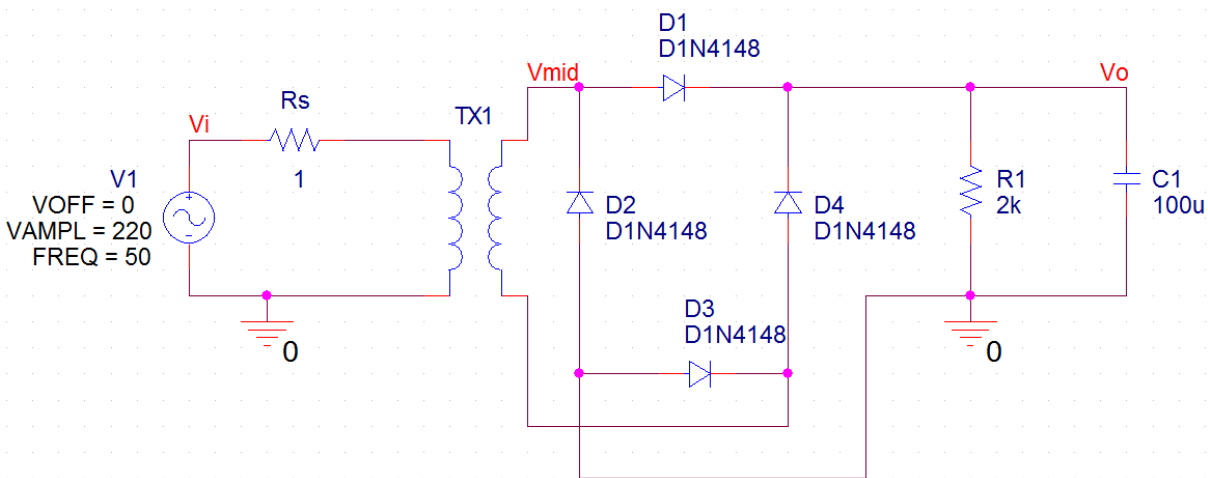 D1
D1N4148
Vmid
Vo
Rs
TX1
Vi
V1
1
VOFF = 0
VAMPL = 220
FREQ = 50
D2
D1N4148
D4
D1N4148
R1
2k
C1
100u
D3
D1N4148
0
0